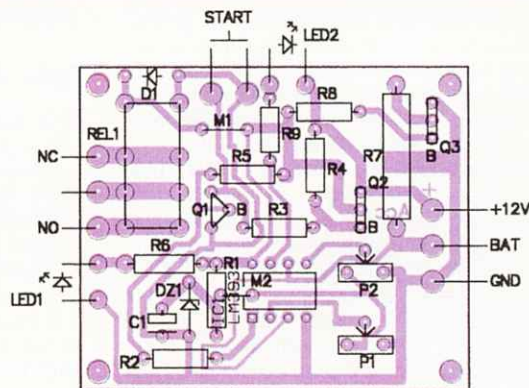 START
LED2
D1
R8
M1
R9
REL1
Q3
NC
R5
R4
R7
B
Q2
+
Q1
B
R3
+12V
NO
B
BAT
R6
R1
M2
LED1
DZ1
IC1
LM393
P2
GND
C1
R2
P1